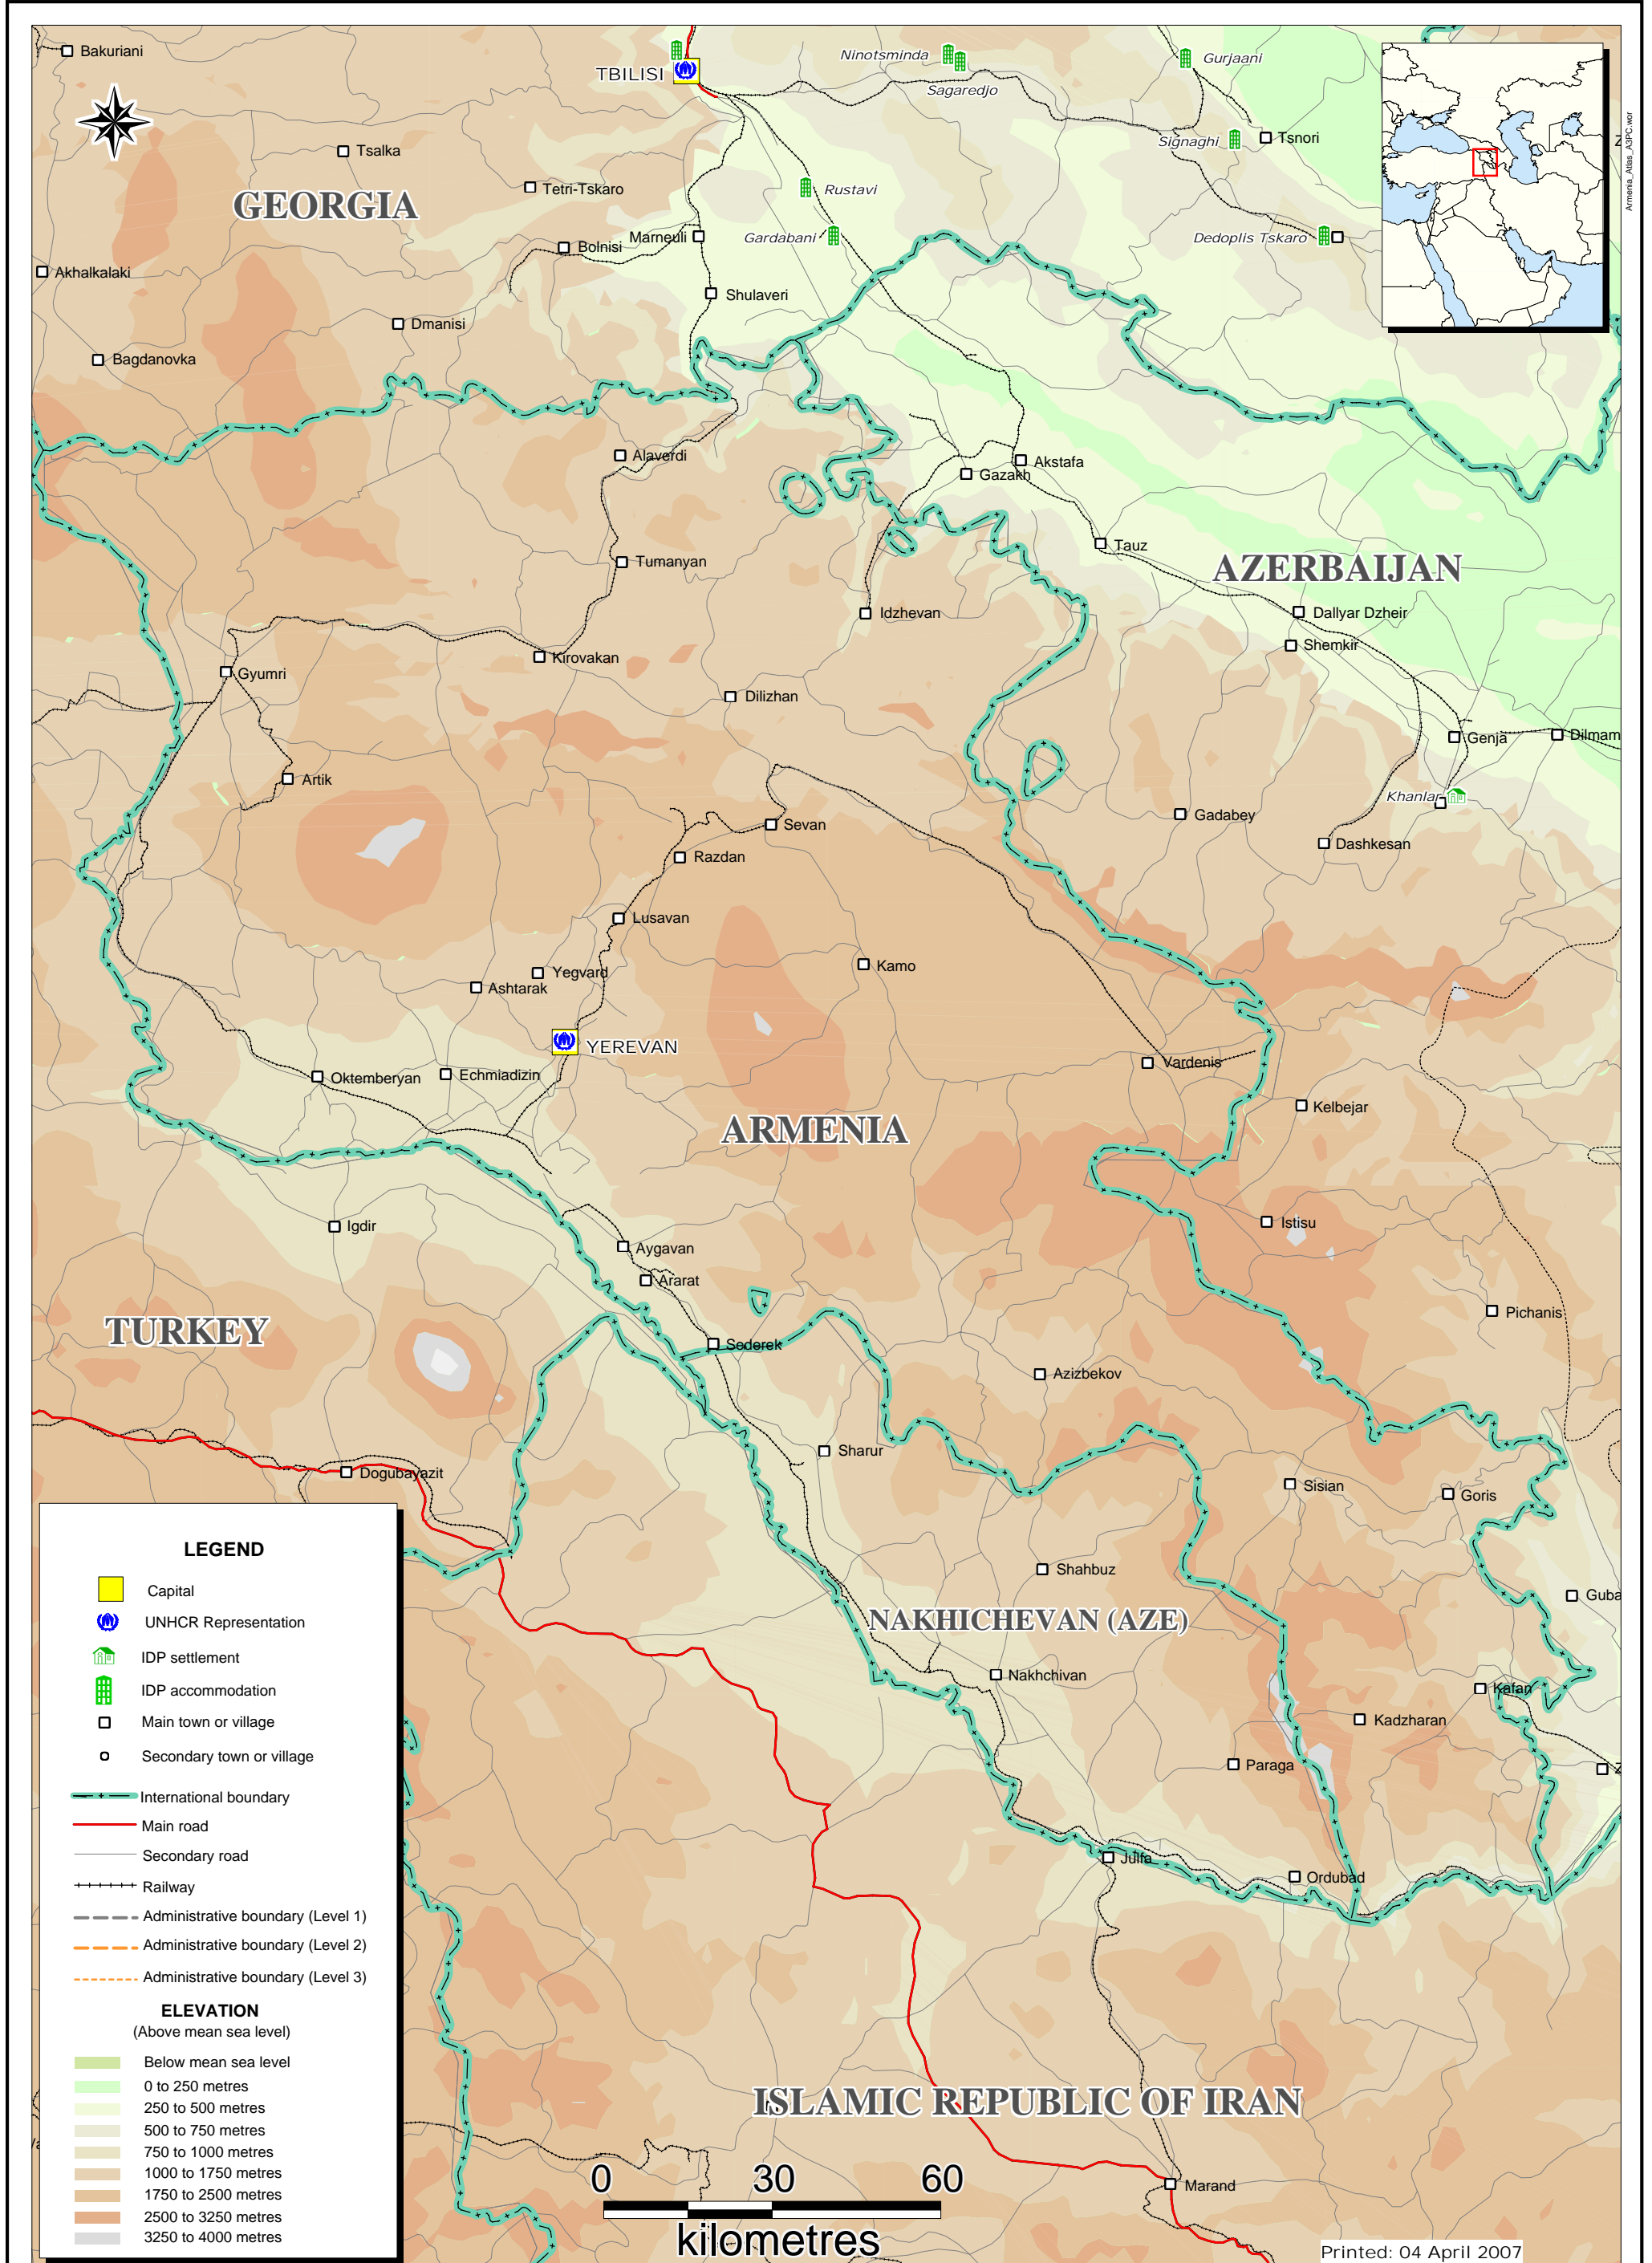 Bakuriani
TBILISI
Ninotsminda
Sagaredjo
Gurjaani
Signaghi
Tsnori
Tsalka
Tetri-Tskaro
GEORGIA
Rustavi
Marneuli
Bolnisi
Gardabani
Dedoplis Tskaro
Akhalkalaki
Shulaveri
Dmanisi
Bagdanovka
Armenia_Atlas_A3PC.wor
Alaverdi
Akstafa
Gazakh
Tauz
AZERBAIJAN
Tumanyan
Idzhevan
Dallyar Dzheir
Shemkir
Kirovakan
Gyumri
Dilizhan
Genja
Dilmam
Artik
Khanlar
Gadabey
Sevan
Dashkesan
Razdan
Lusavan
Kamo
Yegvard
Ashtarak
YEREVAN
Vardenis
Oktemberyan
Echmiadizin
Kelbejar
ARMENIA
Istisu
Igdir
Aygavan
Ararat
Pichanis
TURKEY
Sederek
Azizbekov
Sharur
Dogubayazit
Sisian
Goris
Shahbuz
Guba
NAKHICHEVAN (AZE)
Nakhchivan
Kafan
Kadzharan
Paraga
Z
Julfa
Ordubad
ISLAMIC REPUBLIC OF IRAN
Marand
LEGEND
Capital
UNHCR Representation
IDP settlement
IDP accommodation
Main town or village
Secondary town or village
International boundary
Main road
Secondary road
Railway
Administrative boundary (Level 1)
Administrative boundary (Level 2)
Administrative boundary (Level 3)
ELEVATION
(Above mean sea level)
Below mean sea level
0 to 250 metres
250 to 500 metres
500 to 750 metres
750 to 1000 metres
1000 to 1750 metres
1750 to 2500 metres
2500 to 3250 metres
3250 to 4000 metres
0 30 60
kilometres
Printed: 04 April 2007